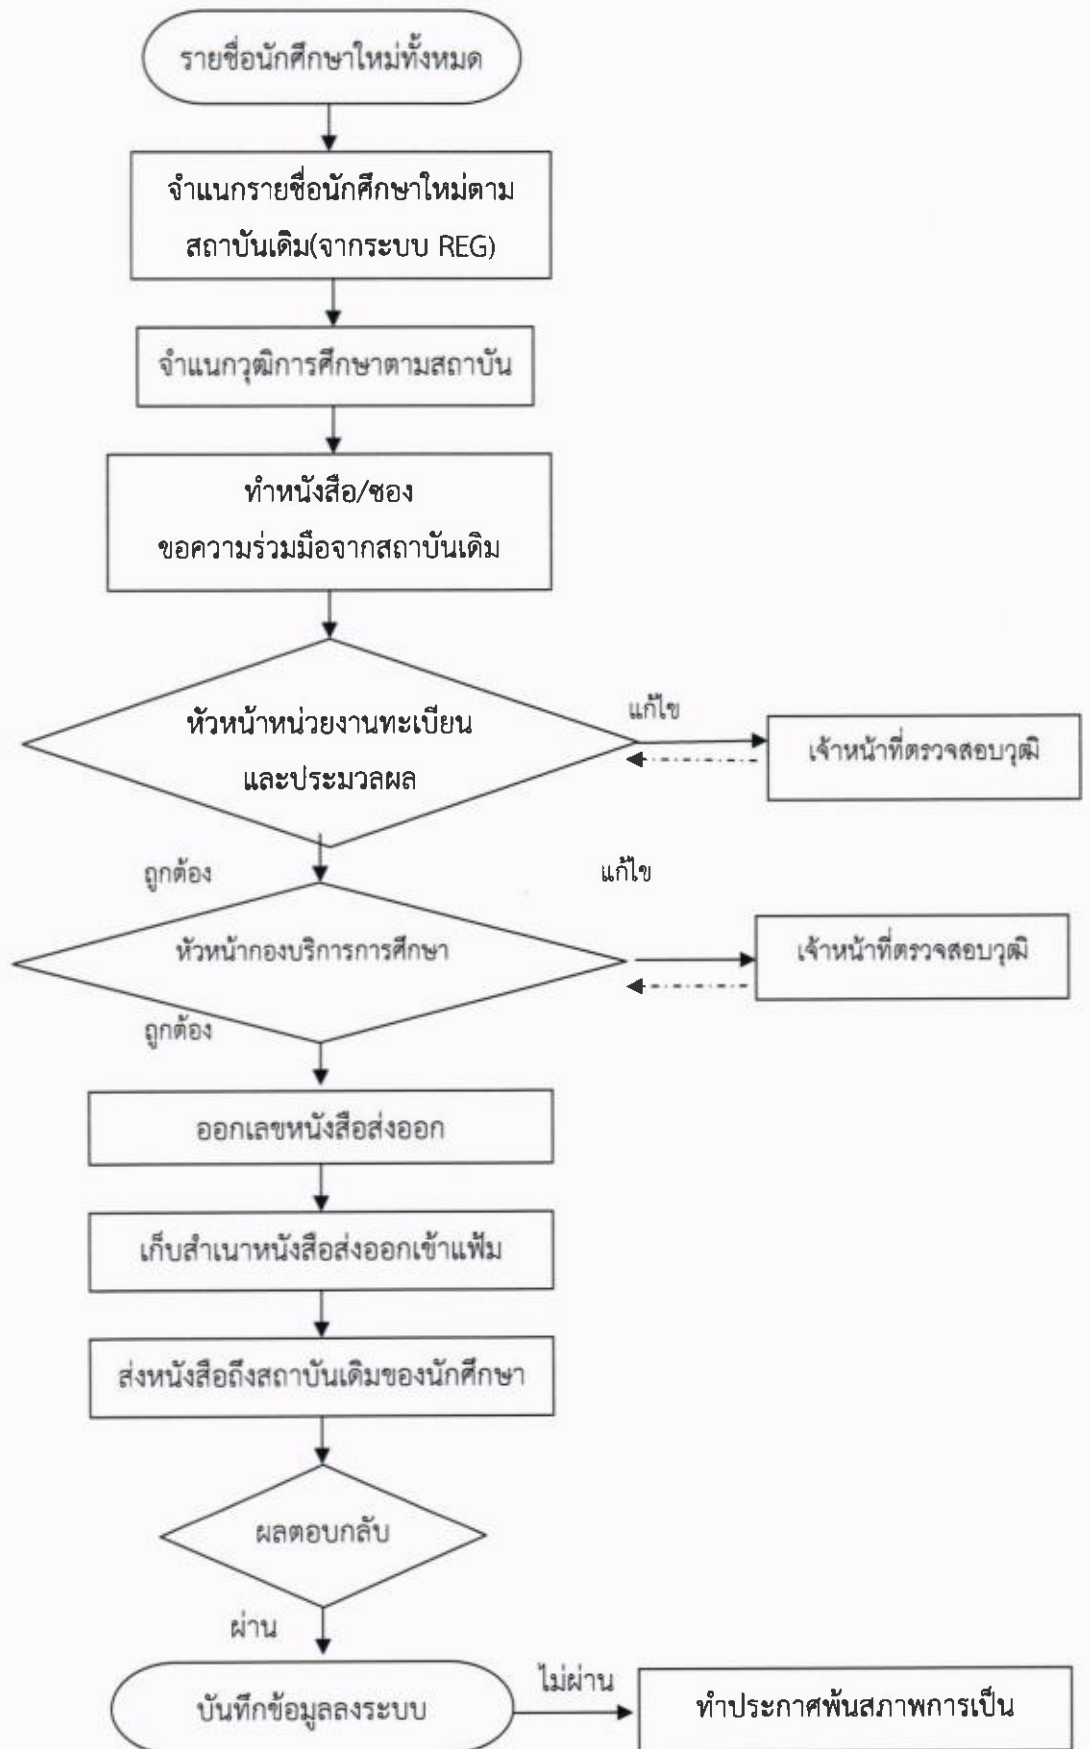 รายชื่อนักศึกษาใหม่ทั้งหมด
จำแนกรายชื่อนักศึกษาใหม่ตาม
สถาบันเดิม(จากระบบ REG)
จำแนกวุฒิการศึกษาตามสถาบัน
ทำหนังสือ/ซอง
ขอความร่วมมือจากสถาบันเดิม
หัวหน้าหน่วยงานทะเบียน
และประมวลผล
แก้ไข
เจ้าหน้าที่ตรวจสอบวุฒิ
ถูกต้อง
แก้ไข
หัวหน้ากองบริการการศึกษา
เจ้าหน้าที่ตรวจสอบวุฒิ
ถูกต้อง
ออกเลขหนังสือส่งออก
เก็บสำเนาหนังสือส่งออกเข้าแฟ้ม
ส่งหนังสือถึงสถาบันเดิมของนักศึกษา
ผลตอบกลับ
ผ่าน
บันทึกข้อมูลลงระบบ
ไม่ผ่าน
ทำประกาศพ้นสภาพการเป็น